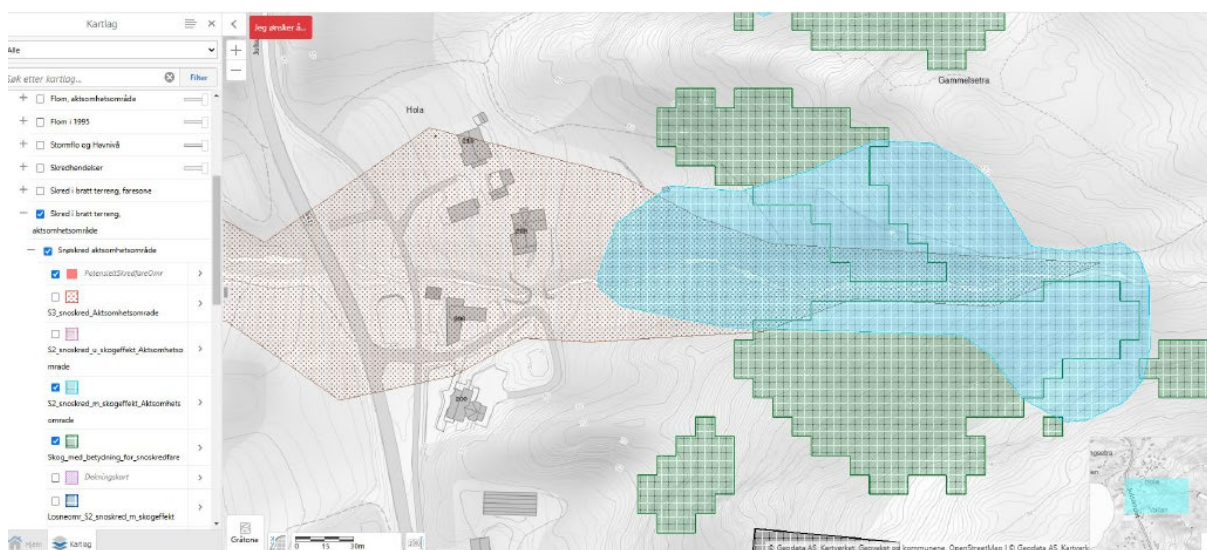 Kartlag
Jeg ønsker å...
Alle
Søk etter kartlag...
Filter
Flom, aktsomhetsområde
Flom i 1995
Stormflo og Havnivå
Skredhendelser
Skred i bratt terreng, faresone
Skred i bratt terreng,
aktsomhetsområde
Snøskred aktsomhetsområde
PotensieltSkredfareOmr
S3_snoskred_Aktsomhetsomrade
S2_snoskred_u_skogeffekt_Aktsomhetso
mrade
S2_snoskred_m_skogeffekt_Aktsomhets
omrade
Skog_med_betydning_for_snoskredfare
Dekningskart
Losneomr_S2_snoskred_m_skogeffekt
Hjem
Kartlag
Hola
Gammelsetra
Gråtone
0 15 30m
© Geodata AS, Kartverket, Geovekst og kommunene, OpenStreetMap | © Geodata AS, Kartverk